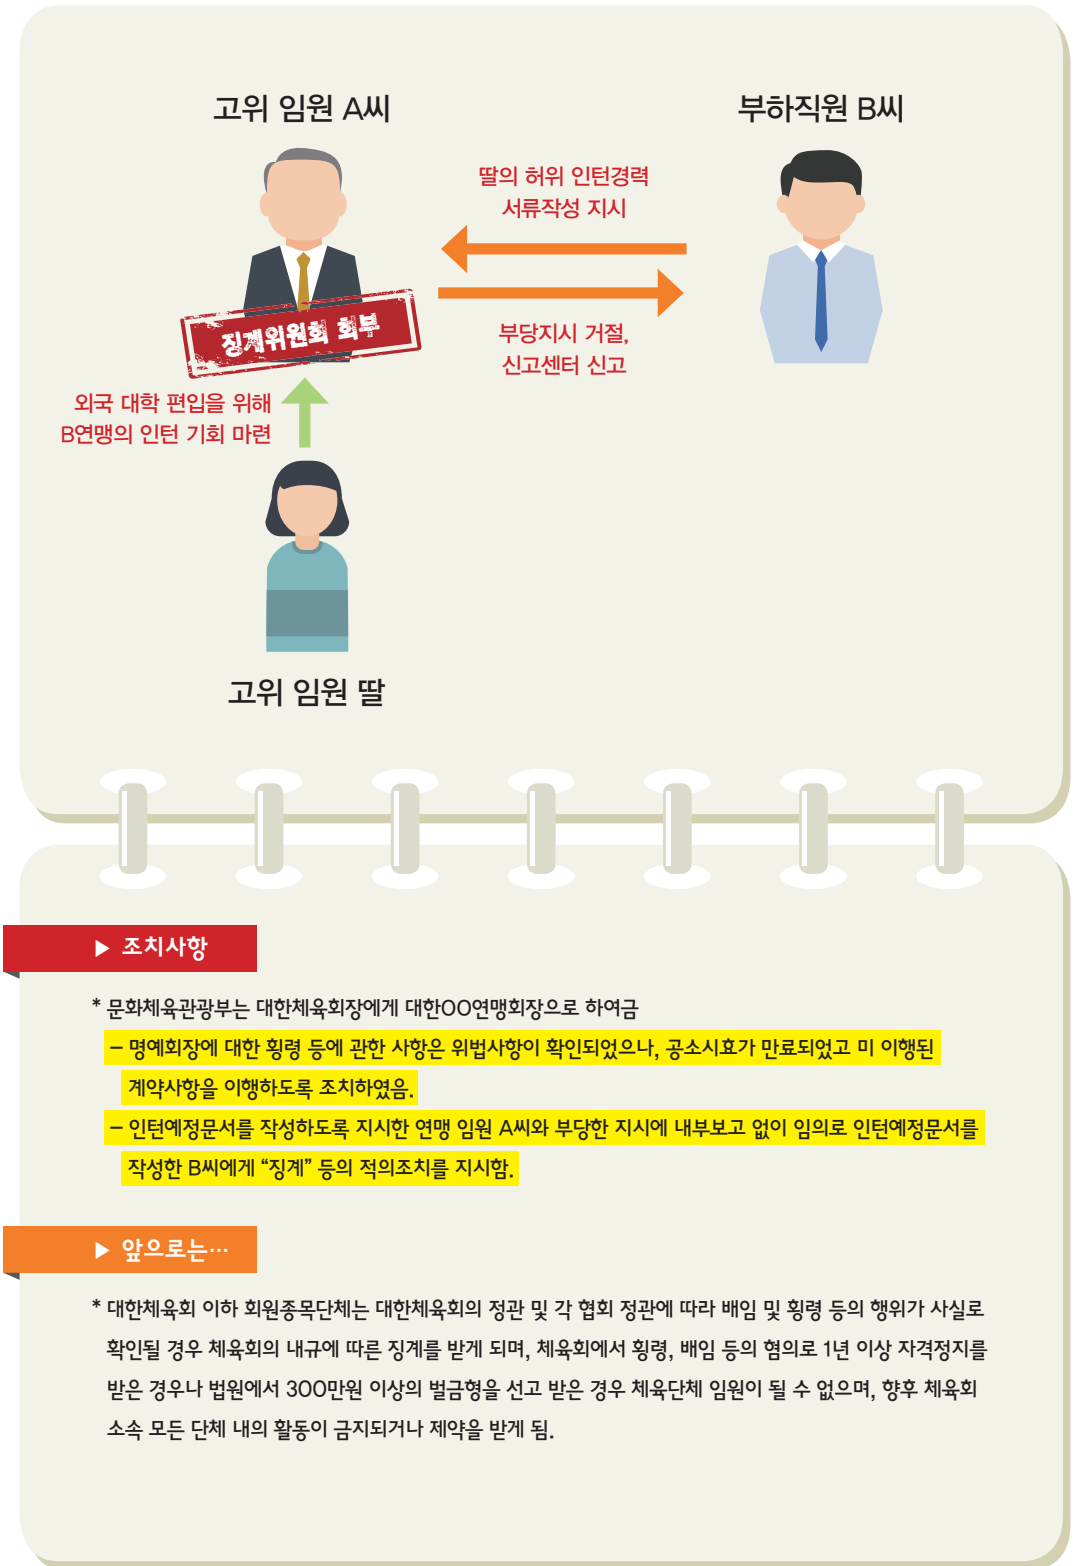 고위 임원 A씨
부하직원 B씨
딸의 허위 인턴경력
서류작성 지시
부당지시 거절,
신고센터 신고
징계위원회 회부
외국 대학 편입을 위해
B연맹의 인턴 기회 마련
고위 임원 딸
▶ 조치사항
* 문화체육관광부는 대한체육회장에게 대한OO연맹회장으로 하여금
– 명예회장에 대한 횡령 등에 관한 사항은 위법사항이 확인되었으나, 공소시효가 만료되었고 미 이행된
계약사항을 이행하도록 조치하였음.
– 인턴예정문서를 작성하도록 지시한 연맹 임원 A씨와 부당한 지시에 내부보고 없이 임의로 인턴예정문서를
작성한 B씨에게 “징계” 등의 적의조치를 지시함.
▶ 앞으로는…
* 대한체육회 이하 회원종목단체는 대한체육회의 정관 및 각 협회 정관에 따라 배임 및 횡령 등의 행위가 사실로
확인될 경우 체육회의 내규에 따른 징계를 받게 되며, 체육회에서 횡령, 배임 등의 혐의로 1년 이상 자격정지를
받은 경우나 법원에서 300만원 이상의 벌금형을 선고 받은 경우 체육단체 임원이 될 수 없으며, 향후 체육회
소속 모든 단체 내의 활동이 금지되거나 제약을 받게 됨.